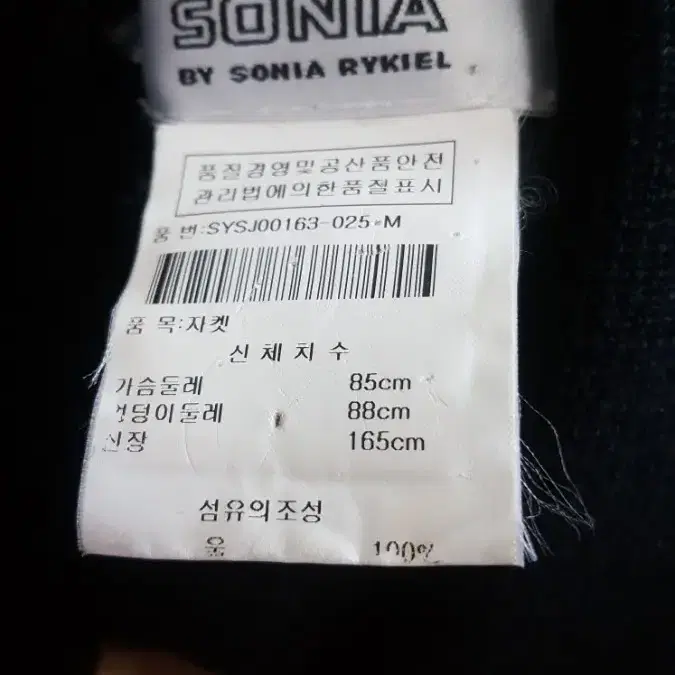 SONIA
BY SONIA RYKIEL
품질경영및공산품안전
관리법에의한품질표시
품 번:SYSJ00163-025-M
품 목:자켓
신체치수
가슴둘레 85cm
엉덩이둘레 88cm
신장 165cm
섬유의조성
울 100%